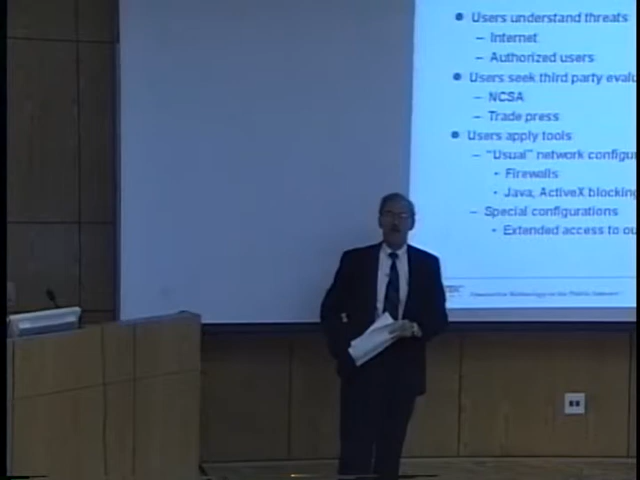 • Users understand threats
– Internet
– Authorized users
• Users seek third party evalu
– NCSA
– Trade press
• Users apply tools
– "Usual" network configur
• Firewalls
• Java, ActiveX blocking
– Special configurations
• Extended access to ou